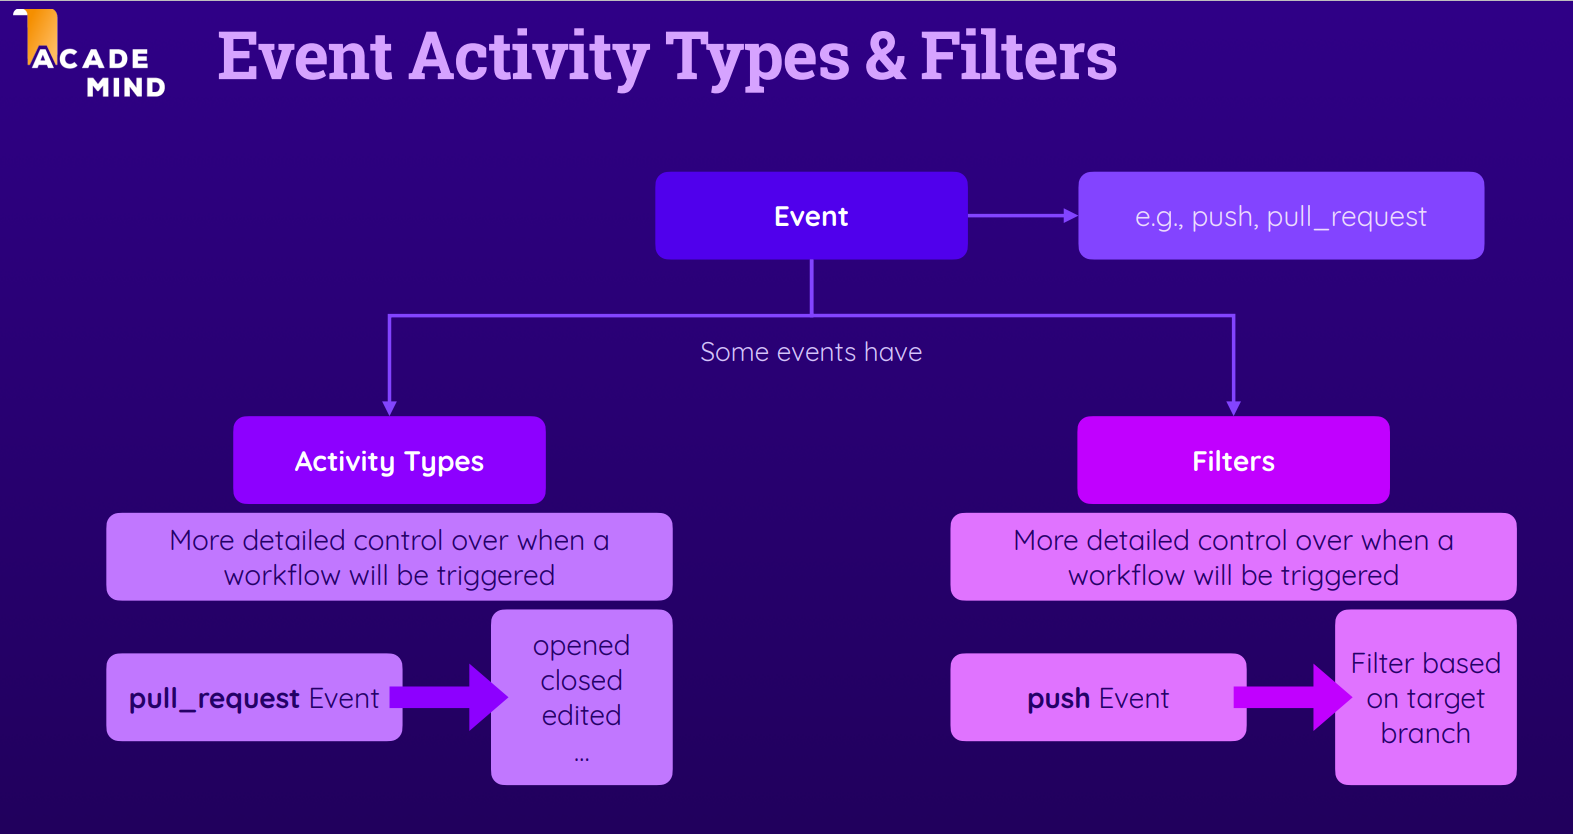 ACADE
MIND
Event Activity Types & Filters
Event
e.g., push, pull_request
Some events have
Activity Types
More detailed control over when a
workflow will be triggered
pull_request Event
opened
closed
edited
...
Filters
More detailed control over when a
workflow will be triggered
push Event
Filter based
on target
branch